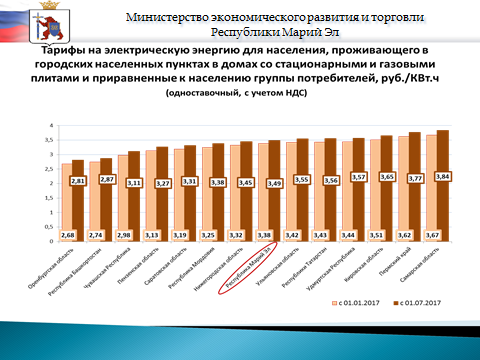 Министерство экономического развития и торговли
Республики Марий Эл
Тарифы на электрическую энергию для населения, проживающего в
городских населенных пунктах в домах со стационарными и газовыми
плитами и приравненные к населению группы потребителей, руб./КВт.ч
(одноставочный, с учетом НДС)
4
3,5
3
2,5
2
1,5
1
0,5
0
2,81 2,87 3,11 3,27 3,31 3,38 3,45 3,49 3,55 3,56 3,57 3,65 3,77 3,84
2,68 2,74 2,98 3,13 3,19 3,25 3,32 3,38 3,42 3,43 3,44 3,51 3,62 3,67
Оренбургская область
Республика Башкортостан
Чувашская Республика
Пензенская область
Саратовская область
Республика Мордовия
Нижегородская область
Республика Марий Эл
Ульяновская область
Республики Татарстан
Удмуртская Республика
Кировская область
Пермский край
Самарская область
с 01.01.2017
с 01.07.2017